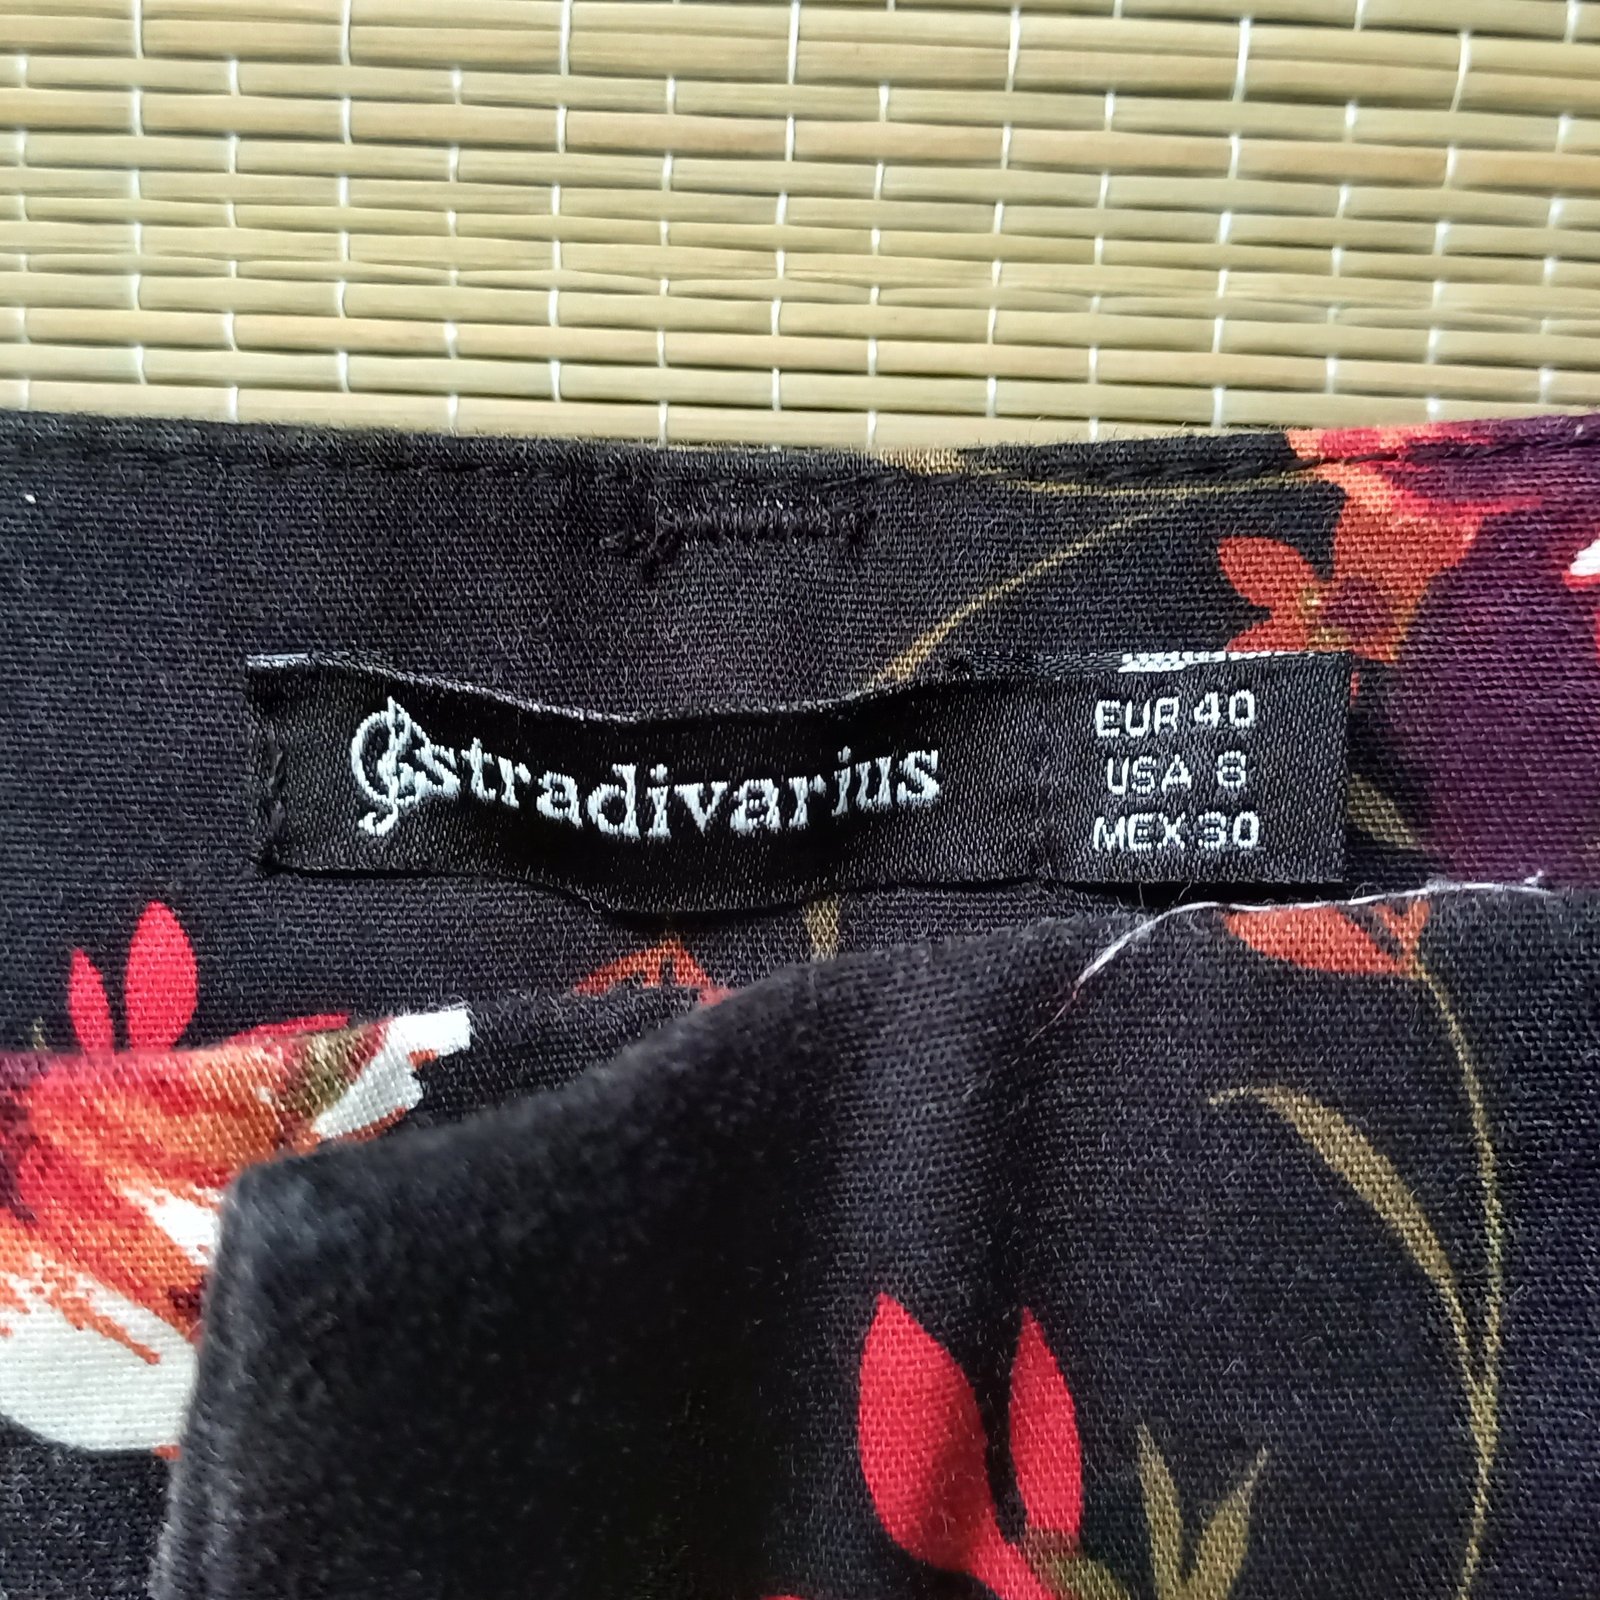 Stradivarius
EUR 40
USA 8
MEX 30